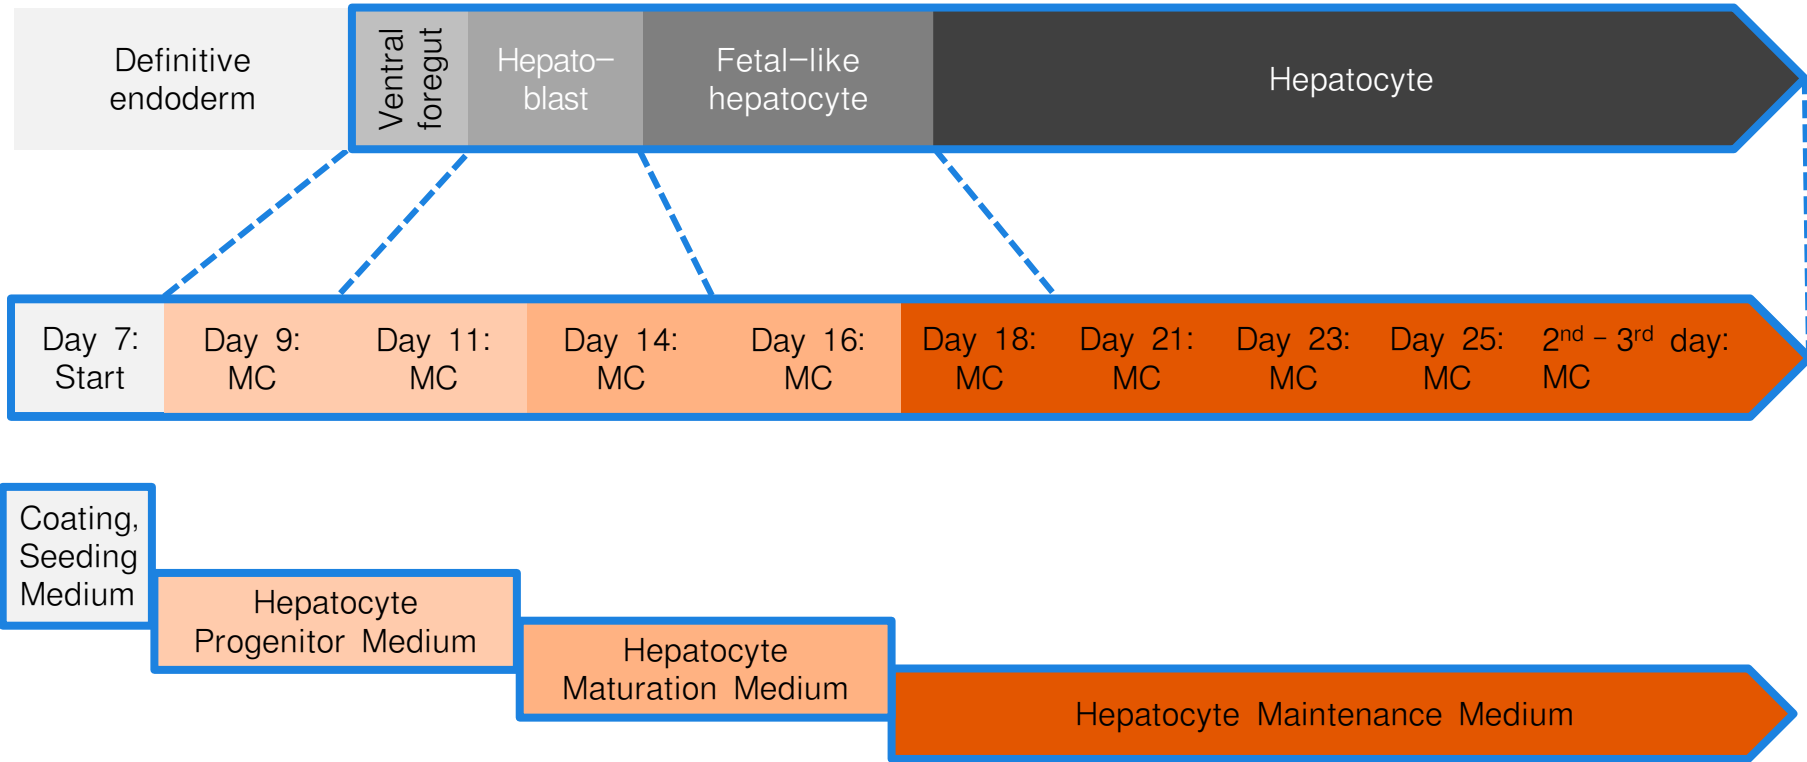 Definitive
endoderm
Ventral
foregut
Hepato-
blast
Fetal-like
hepatocyte
Hepatocyte
Day 7:
Start
Day 9:
MC
Day 11:
MC
Day 14:
MC
Day 16:
MC
Day 18:
MC
Day 21:
MC
Day 23:
MC
Day 25:
MC
2nd - 3rd day:
MC
Coating,
Seeding
Medium
Hepatocyte
Progenitor Medium
Hepatocyte
Maturation Medium
Hepatocyte Maintenance Medium